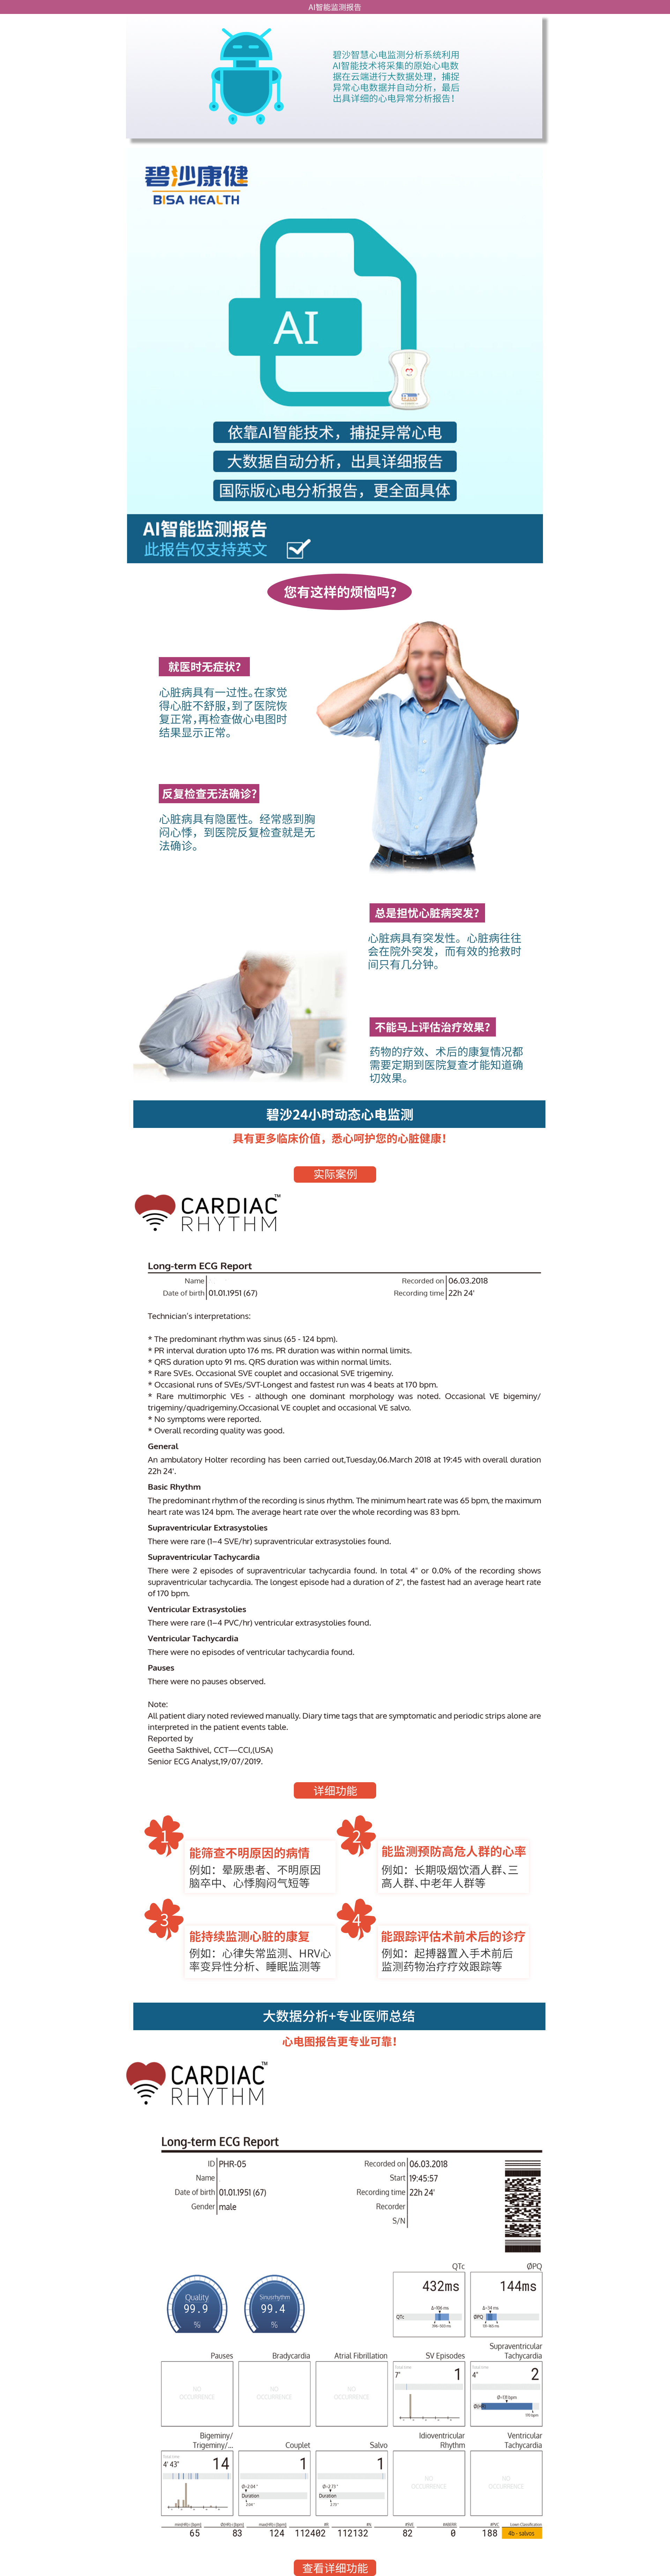 AI智能监测报告
碧沙智慧心电监测分析系统利用
AI智能技术将采集的原始心电数
据在云端进行大数据处理，捕捉
异常心电数据并自动分析，最后
出具详细的心电异常分析报告！
碧沙康健
BISA HEALTH
AI
依靠AI智能技术，捕捉异常心电
大数据自动分析，出具详细报告
国际版心电分析报告，更全面具体
AI智能监测报告
此报告仅支持英文
您有这样的烦恼吗？
就医时无症状？
心脏病具有一过性。在家觉
得心脏不舒服，到了医院恢
复正常，再检查做心电图时
结果显示正常。
反复检查无法确诊？
心脏病具有隐匿性。经常感到胸
闷心悸，到医院反复检查就是无
法确诊。
总是担忧心脏病突发？
心脏病具有突发性。心脏病往往
会在院外突发，而有效的抢救时
间只有几分钟。
不能马上评估治疗效果？
药物的疗效、术后的康复情况都
需要定期到医院复查才能知道确
切效果。
碧沙24小时动态心电监测
具有更多临床价值，悉心呵护您的心脏健康！
实际案例
CARDIAC™
RHYTHM
Long-term ECG Report
Name
Recorded on 06.03.2018
Date of birth 01.01.1951 (67)
Recording time 22h 24'
Technician's interpretations:
* The predominant rhythm was sinus (65 - 124 bpm).
* PR interval duration upto 176 ms. PR duration was within normal limits.
* QRS duration upto 91 ms. QRS duration was within normal limits.
* Rare SVEs. Occasional SVE couplet and occasional SVE trigeminy.
* Occasional runs of SVEs/SVT-Longest and fastest run was 4 beats at 170 bpm.
* Rare multimorphic VEs - although one dominant morphology was noted. Occasional VE bigeminy/
trigeminy/quadrigeminy.Occasional VE couplet and occasional VE salvo.
* No symptoms were reported.
* Overall recording quality was good.
General
An ambulatory Holter recording has been carried out,Tuesday,06.March 2018 at 19:45 with overall duration
22h 24'.
Basic Rhythm
The predominant rhythm of the recording is sinus rhythm. The minimum heart rate was 65 bpm, the maximum
heart rate was 124 bpm. The average heart rate over the whole recording was 83 bpm.
Supraventricular Extrasystolies
There were rare (1–4 SVE/hr) supraventricular extrasystolies found.
Supraventricular Tachycardia
There were 2 episodes of supraventricular tachycardia found. In total 4" or 0.0% of the recording shows
supraventricular tachycardia. The longest episode had a duration of 2", the fastest had an average heart rate
of 170 bpm.
Ventricular Extrasystolies
There were rare (1–4 PVC/hr) ventricular extrasystolies found.
Ventricular Tachycardia
There were no episodes of ventricular tachycardia found.
Pauses
There were no pauses observed.
Note:
All patient diary noted reviewed manually. Diary time tags that are symptomatic and periodic strips alone are
interpreted in the patient events table.
Reported by
Geetha Sakthivel, CCT—CCI,(USA)
Senior ECG Analyst,19/07/2019.
详细功能
1
能筛查不明原因的病情
例如：晕厥患者、不明原因
脑卒中、心悸胸闷气短等
2
能监测预防高危人群的心率
例如：长期吸烟饮酒人群、三
高人群、中老年人群等
3
能持续监测心脏的康复
例如：心律失常监测、HRV心
率变异性分析、睡眠监测等
4
能跟踪评估术前术后的诊疗
例如：起搏器置入手术前后
监测药物治疗疗效跟踪等
大数据分析+专业医师总结
心电图报告更专业可靠！
CARDIAC™
RHYTHM
Long-term ECG Report
ID PHR-05
Recorded on 06.03.2018
Name
Start 19:45:57
Date of birth 01.01.1951 (67)
Recording time 22h 24'
Gender male
Recorder
S/N
QTc
ØPQ
Quality
99.9
%
Sinusrhythm
99.4
%
432ms
144ms
QTc
ØPQ
Pauses
Bradycardia
Atrial Fibrillation
SV Episodes
Supraventricular
Tachycardia
NO
OCCURRENCE
NO
OCCURRENCE
NO
OCCURRENCE
Total time
7"
1
Total time
4"
2
Bigeminy/
Trigeminy/...
Couplet
Salvo
Idioventricular
Rhythm
Ventricular
Tachycardia
Total time
4' 43"
14
1
Duration
1
Duration
NO
OCCURRENCE
NO
OCCURRENCE
65
83
124
112402
112132
82
0
188
4b - salvos
查看详细功能